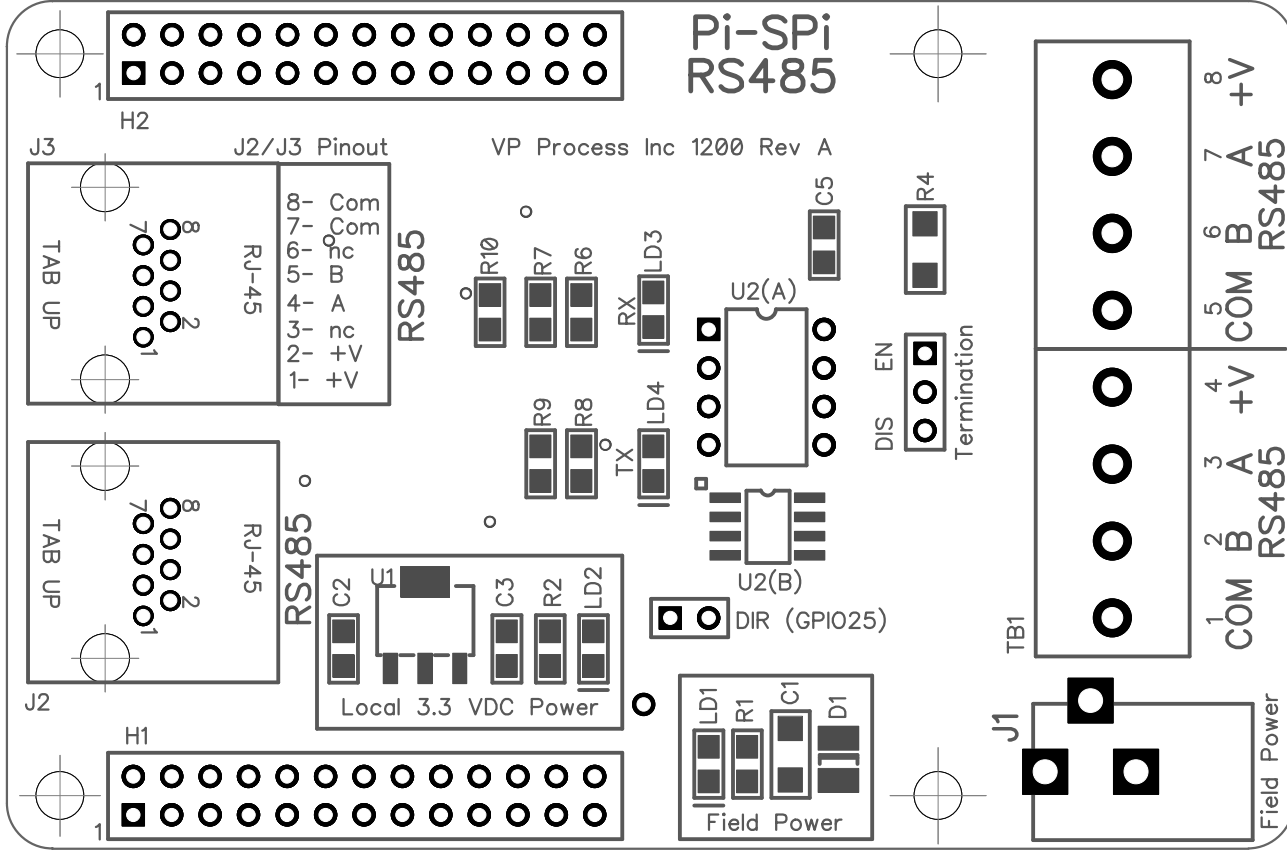 Pi-SPi
RS485
1
H2
J3
J2/J3 Pinout
VP Process Inc 1200 Rev A
8- Com
7- Com
6- nc
5- B
4- A
3- nc
2- +V
1- +V
TAB UP
7
8
2
1
RJ-45
RS485
R10
R7
R6
LD3
RX
C5
R4
U2(A)
EN
DIS
Termination
R9
R8
TX
LD4
U2(B)
DIR (GPIO25)
8 +V
7 A
6 B
RS485
5 COM
4 +V
3 A
2 B
RS485
1 COM
TB1
TAB UP
7
8
2
1
RJ-45
RS485
J2
C2
U1
C3
R2
LD2
Local 3.3 VDC Power
H1
1
LD1
R1
C1
D1
Field Power
J1
Field Power